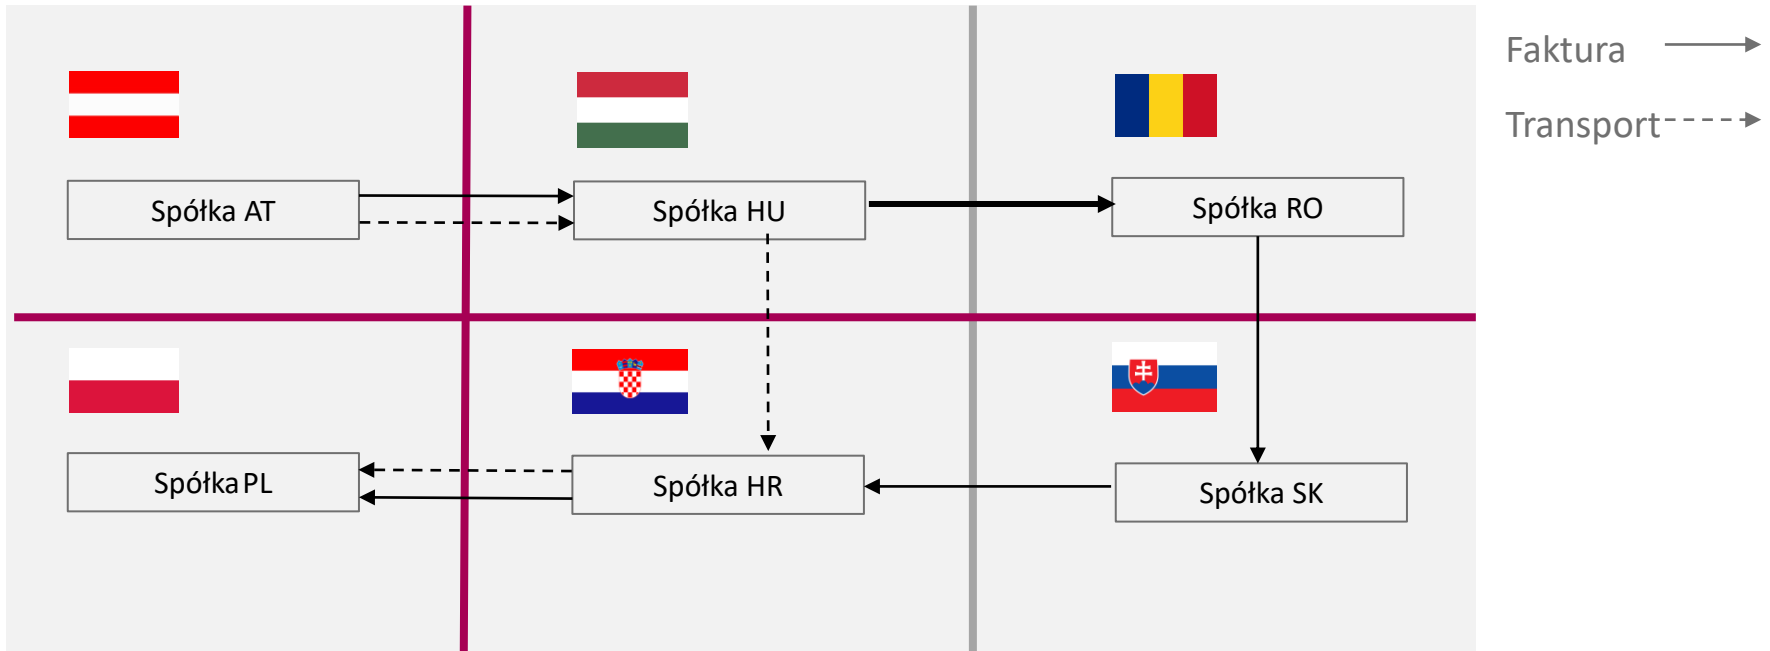 Faktura
Transport
Spółka AT
Spółka HU
Spółka RO
Spółka PL
Spółka HR
Spółka SK